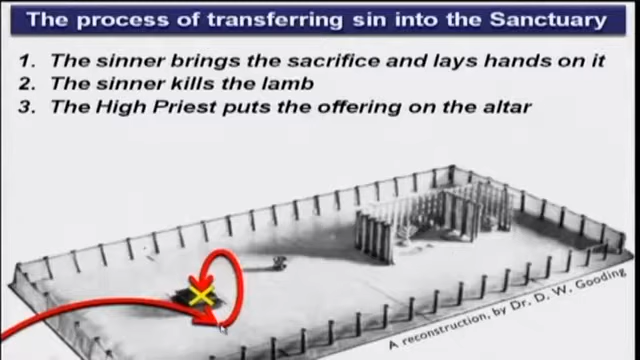 The process of transferring sin into the Sanctuary
1. The sinner brings the sacrifice and lays hands on it
2. The sinner kills the lamb
3. The High Priest puts the offering on the altar
A reconstruction, by Dr. D. W. Gooding